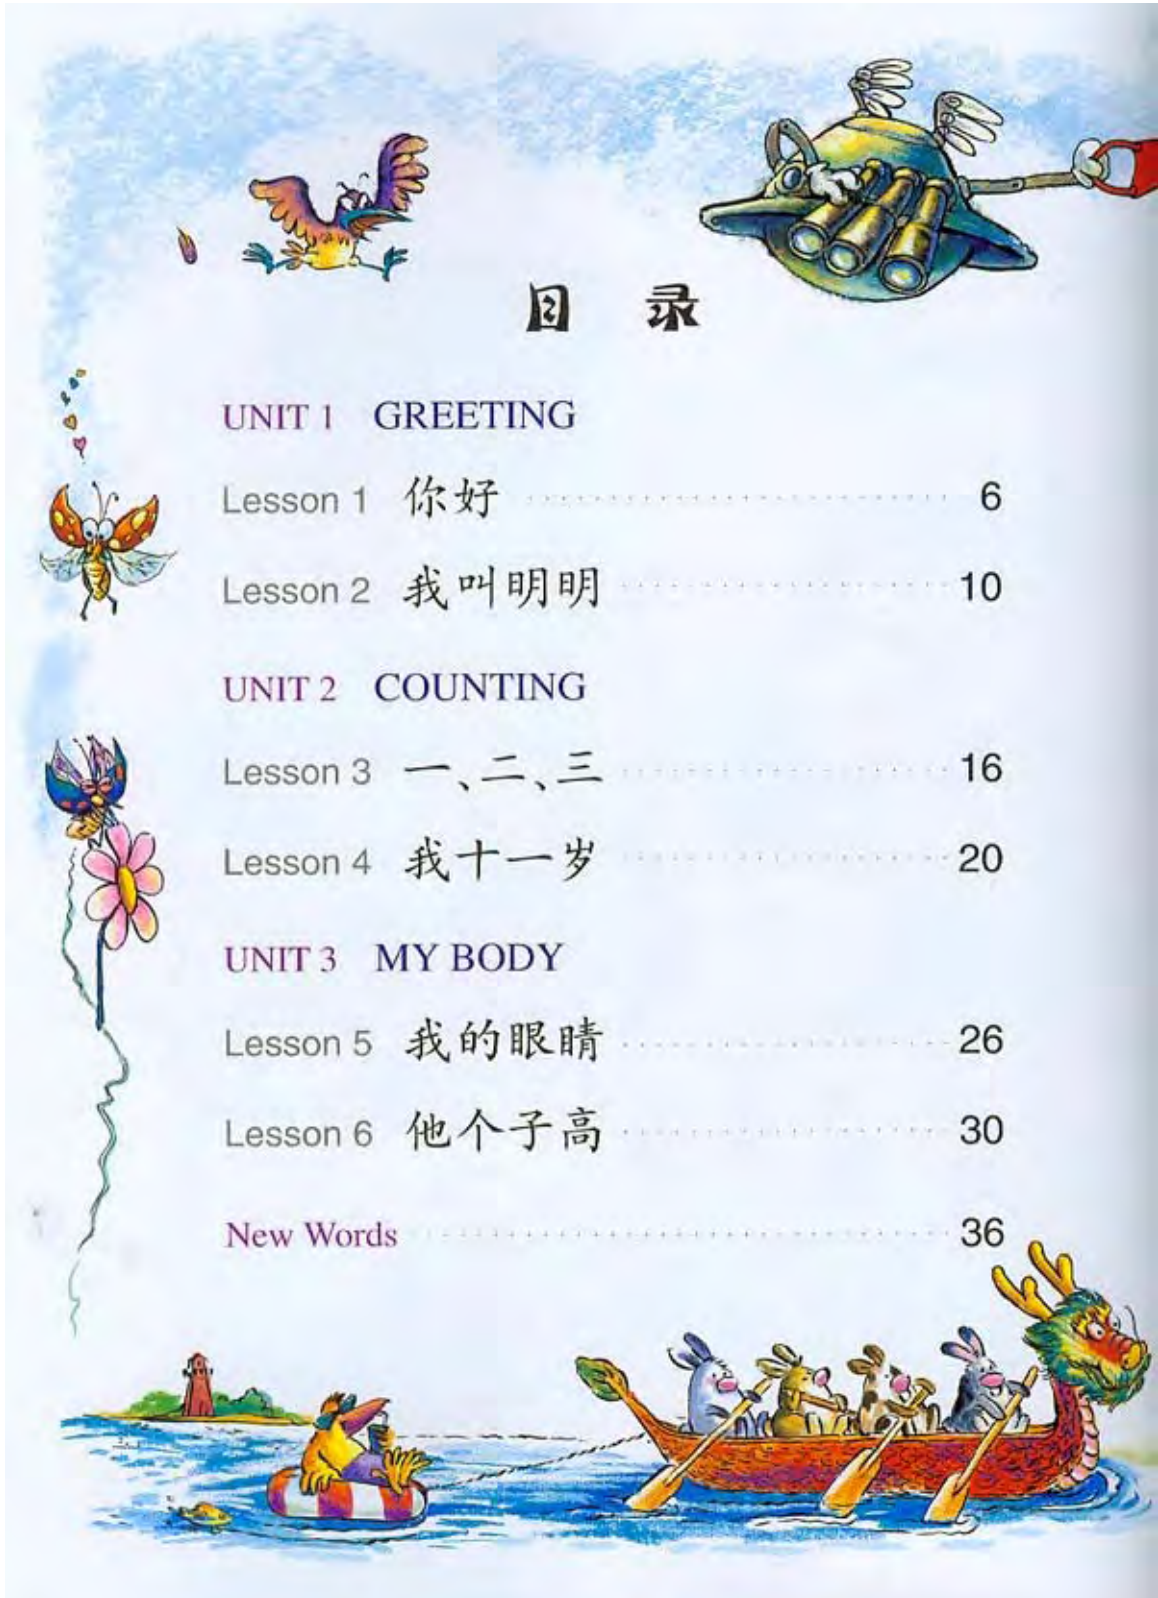 目 录
UNIT 1 GREETING
Lesson 1 你好 6
Lesson 2 我叫明明 10
UNIT 2 COUNTING
Lesson 3 一、二、三 16
Lesson 4 我十一岁 20
UNIT 3 MY BODY
Lesson 5 我的眼睛 26
Lesson 6 他个子高 30
New Words 36